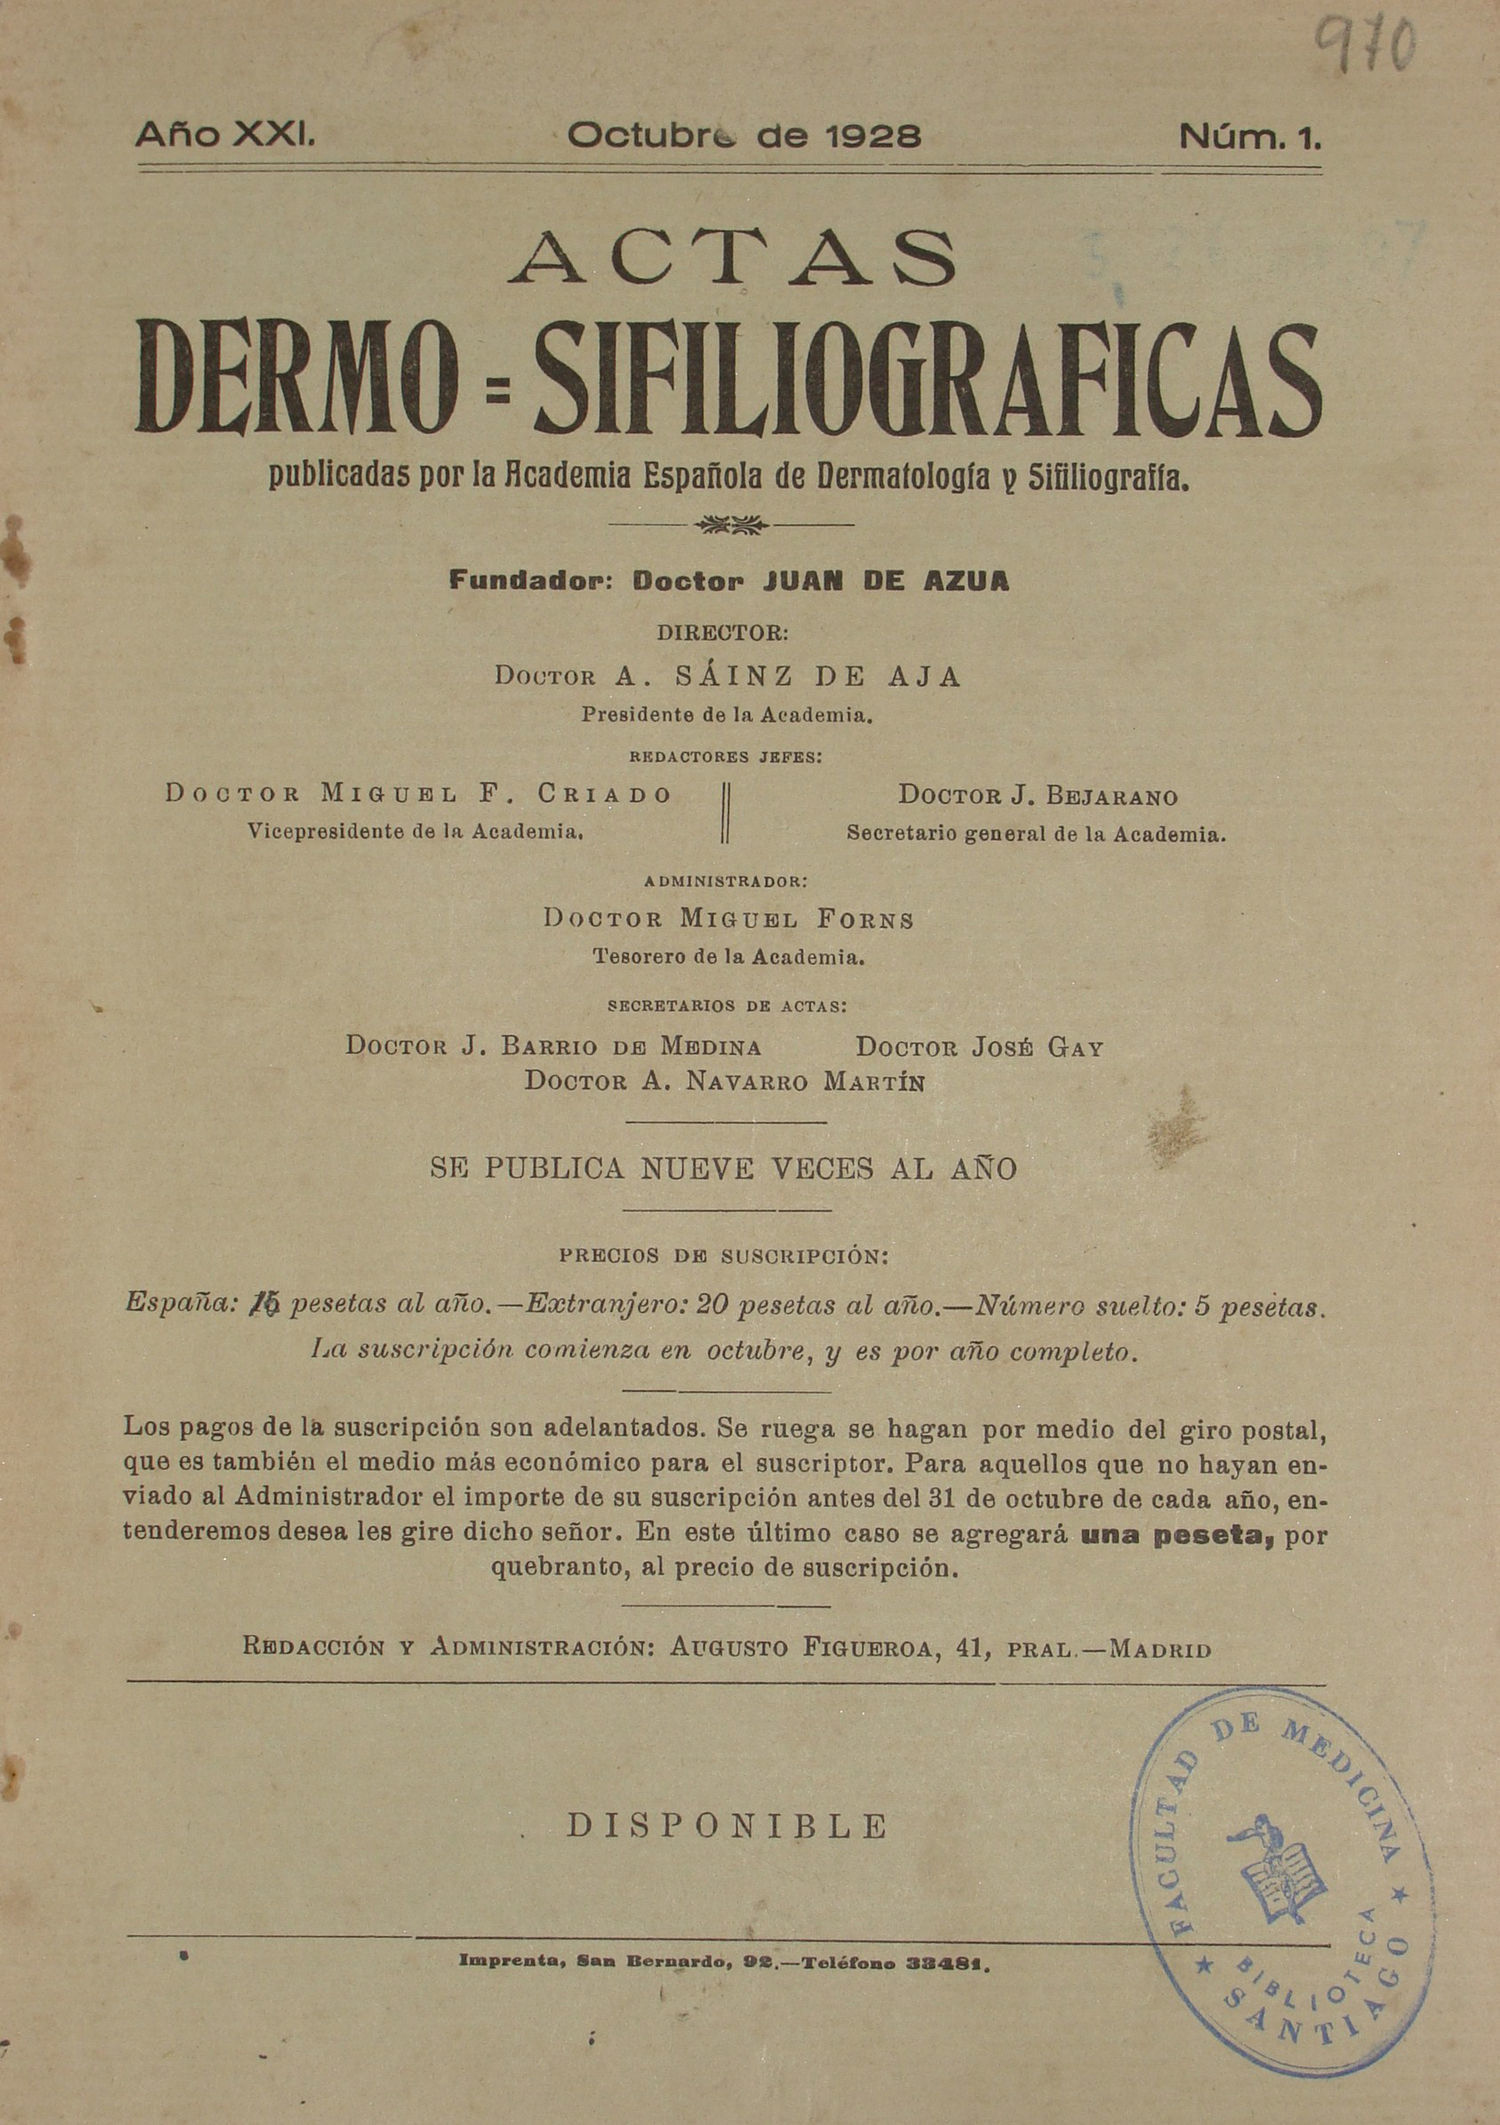 970
Año XXI. Octubre de 1928 Núm. 1.
ACTAS
DERMO=SIFILIOGRAFICAS
publicadas por la Academia Española de Dermatología y Sifiliografía.
Fundador: Doctor JUAN DE AZUA
DIRECTOR:
DOCTOR A. SÁINZ DE AJA
Presidente de la Academia.
REDACTORES JEFES:
DOCTOR MIGUEL F. CRIADO
Vicepresidente de la Academia.
DOCTOR J. BEJARANO
Secretario general de la Academia.
ADMINISTRADOR:
DOCTOR MIGUEL FORNS
Tesorero de la Academia.
SECRETARIOS DE ACTAS:
DOCTOR J. BARRIO DE MEDINA DOCTOR JOSÉ GAY
DOCTOR A. NAVARRO MARTÍN
SE PUBLICA NUEVE VECES AL AÑO
PRECIOS DE SUSCRIPCIÓN:
España: 15 pesetas al año.—Extranjero: 20 pesetas al año.—Número suelto: 5 pesetas.
La suscripción comienza en octubre, y es por año completo.
Los pagos de la suscripción son adelantados. Se ruega se hagan por medio del giro postal,
que es también el medio más económico para el suscriptor. Para aquellos que no hayan en-
viado al Administrador el importe de su suscripción antes del 31 de octubre de cada año, en-
tenderemos desea les gire dicho señor. En este último caso se agregará una peseta, por
quebranto, al precio de suscripción.
REDACCIÓN Y ADMINISTRACIÓN: AUGUSTO FIGUEROA, 41, PRAL.—MADRID
DISPONIBLE
FACULTAD DE MEDICINA
BIBLIOTECA
SANTIAGO
Imprenta, San Bernardo, 92.—Teléfono 33481.